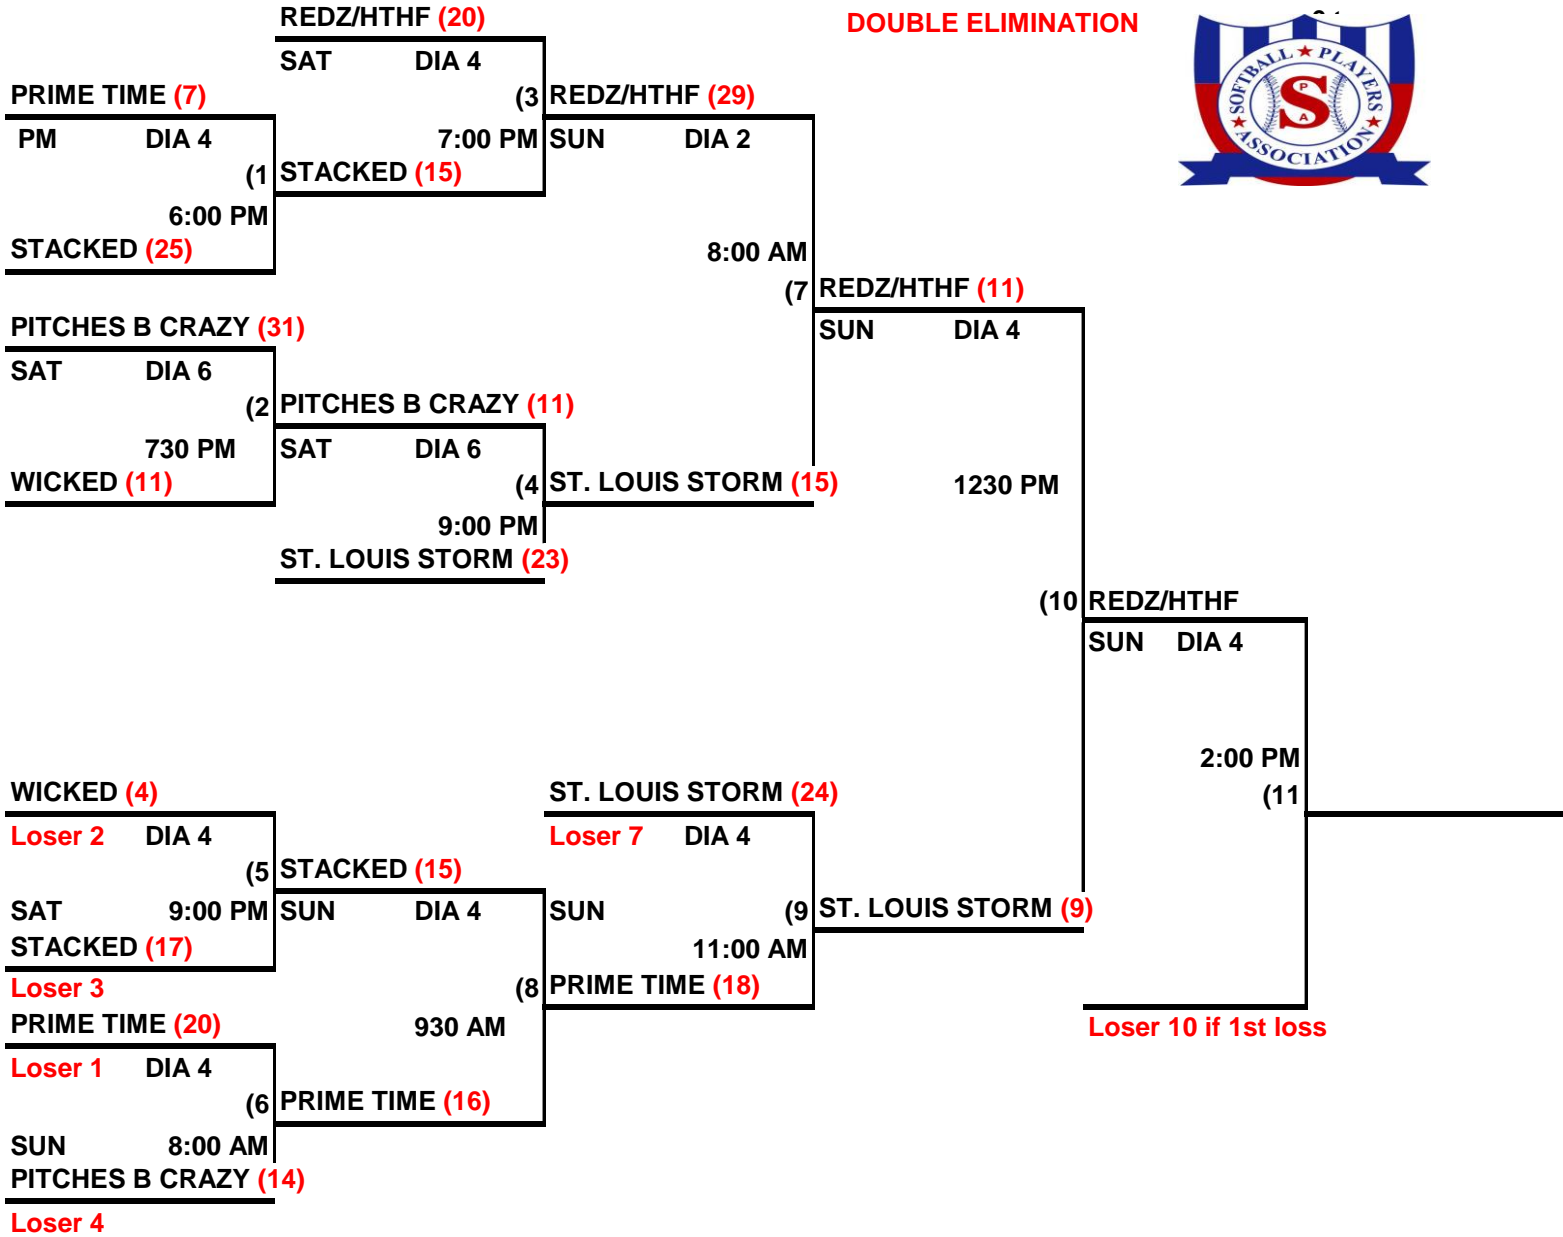 REDZ/HTHF (20)
DOUBLE ELIMINATION
SOFTBALL ★ PLAYERS ★ ASSOCIATION ★
S
P
A
SAT DIA 4
PRIME TIME (7)
(3 REDZ/HTHF (29)
PM DIA 4
7:00 PM SUN DIA 2
(1 STACKED (15)
6:00 PM
STACKED (25)
8:00 AM
(7 REDZ/HTHF (11)
PITCHES B CRAZY (31)
SUN DIA 4
SAT DIA 6
(2 PITCHES B CRAZY (11)
730 PM SAT DIA 6
WICKED (11)
(4 ST. LOUIS STORM (15)
1230 PM
9:00 PM
ST. LOUIS STORM (23)
(10 REDZ/HTHF
SUN DIA 4
2:00 PM
WICKED (4)
ST. LOUIS STORM (24)
(11
Loser 2 DIA 4
Loser 7 DIA 4
(5 STACKED (15)
SAT 9:00 PM SUN DIA 4
SUN (9 ST. LOUIS STORM (9)
STACKED (17)
11:00 AM
Loser 3
(8 PRIME TIME (18)
PRIME TIME (20)
930 AM
Loser 10 if 1st loss
Loser 1 DIA 4
(6 PRIME TIME (16)
SUN 8:00 AM
PITCHES B CRAZY (14)
Loser 4